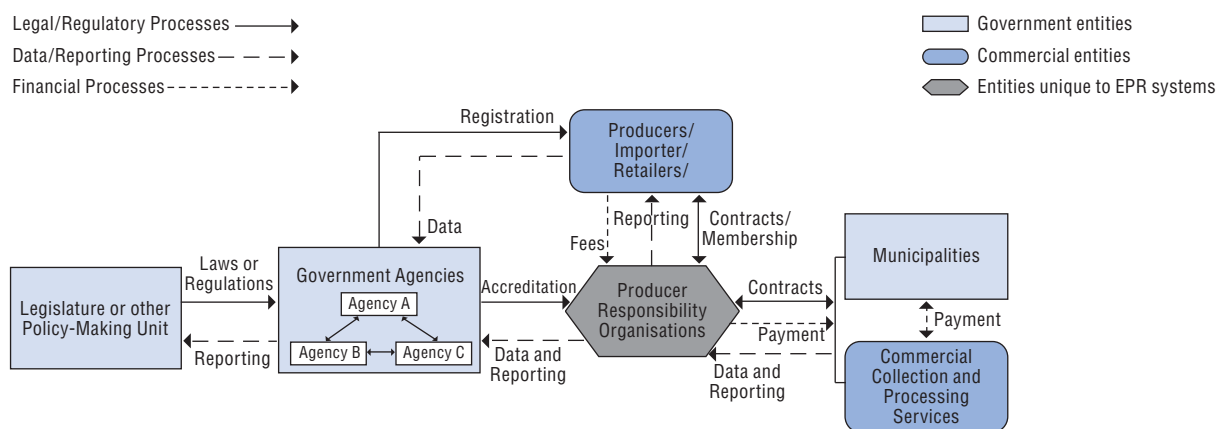 Legal/Regulatory Processes
Data/Reporting Processes
Financial Processes
Government entities
Commercial entities
Entities unique to EPR systems
Registration
Producers/
Importer/
Retailers/
Data
Fees
Reporting
Contracts/
Membership
Legislature or other
Policy-Making Unit
Laws or
Regulations
Reporting
Government Agencies
Agency A
Agency B
Agency C
Accreditation
Data and
Reporting
Producer
Responsibility
Organisations
Contracts
Payment
Data and
Reporting
Municipalities
Payment
Commercial
Collection and
Processing
Services